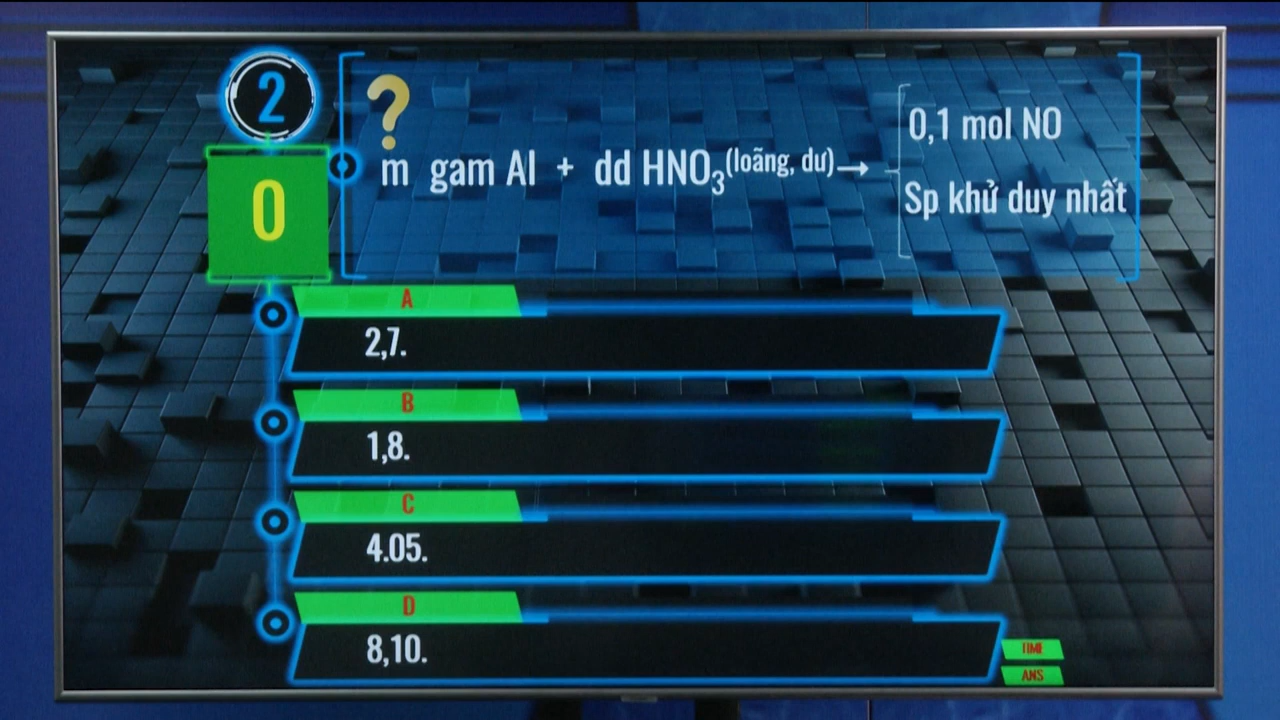 2
0
?
m gam Al + dd HNO₃(loãng, dư)→
0,1 mol NO
Sp khử duy nhất
A
2,7.
B
1,8.
C
4.05.
D
8,10.
TIME
ANS